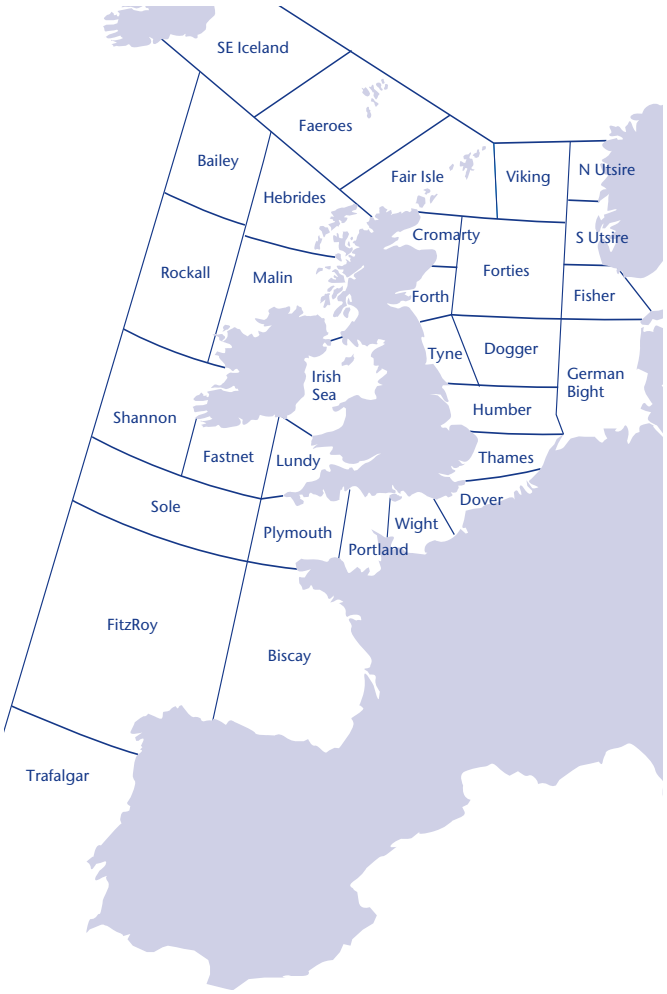 SE Iceland
Faeroes
Bailey
Fair Isle
Viking
N Utsire
Hebrides
Cromarty
S Utsire
Rockall
Malin
Forties
Forth
Fisher
Tyne
Dogger
Irish
Sea
German
Bight
Humber
Shannon
Fastnet
Lundy
Thames
Sole
Dover
Plymouth
Wight
Portland
FitzRoy
Biscay
Trafalgar